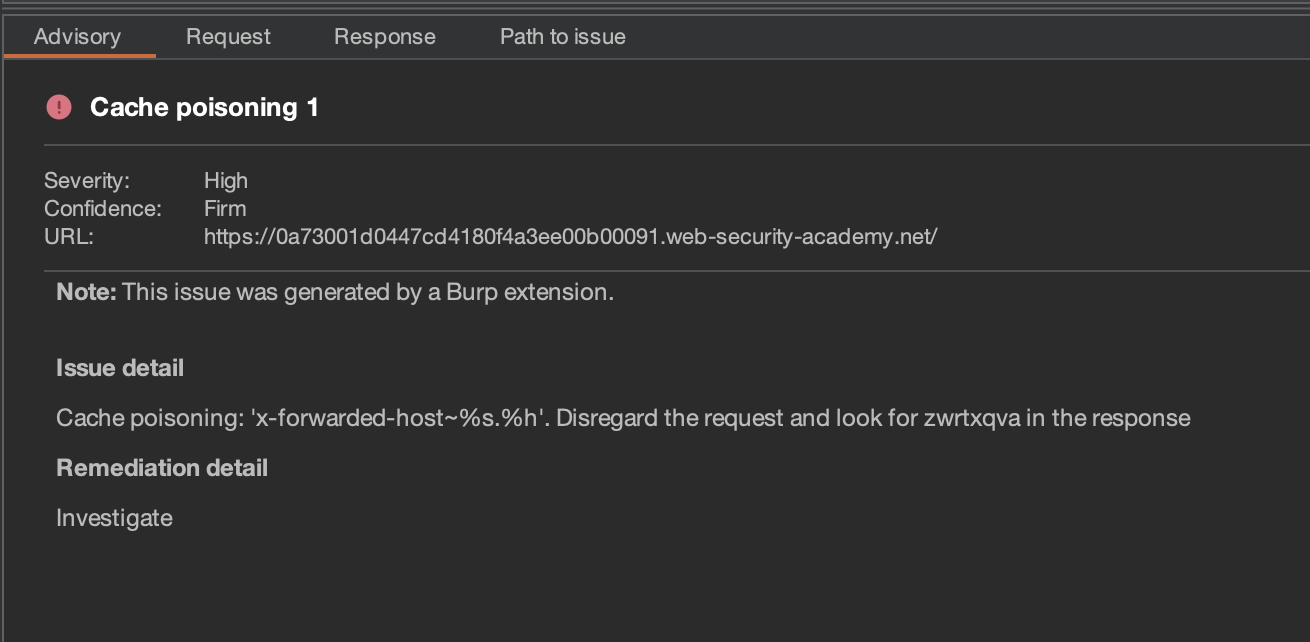 Advisory Request Response Path to issue
Cache poisoning 1
Severity: High
Confidence: Firm
URL: https://0a73001d0447cd4180f4a3ee00b00091.web-security-academy.net/
Note: This issue was generated by a Burp extension.
Issue detail
Cache poisoning: 'x-forwarded-host~%s.%h'. Disregard the request and look for zwrtxqva in the response
Remediation detail
Investigate